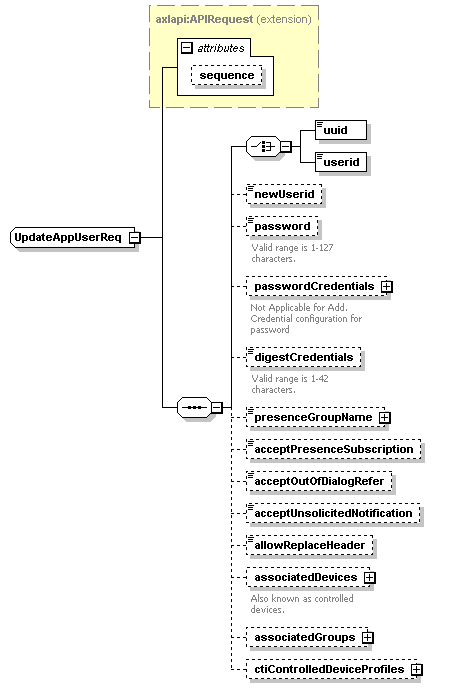 axlapi:APIRequest (extension)
attributes
sequence
uuid
userid
newUserid
password
Valid range is 1-127
characters.
UpdateAppUserReq
passwordCredentials
Not Applicable for Add.
Credential configuration for
password
digestCredentials
Valid range is 1-42
characters.
presenceGroupName
acceptPresenceSubscription
acceptOutOfDialogRefer
acceptUnsolicitedNotification
allowReplaceHeader
associatedDevices
Also known as controlled
devices.
associatedGroups
ctiControlledDeviceProfiles